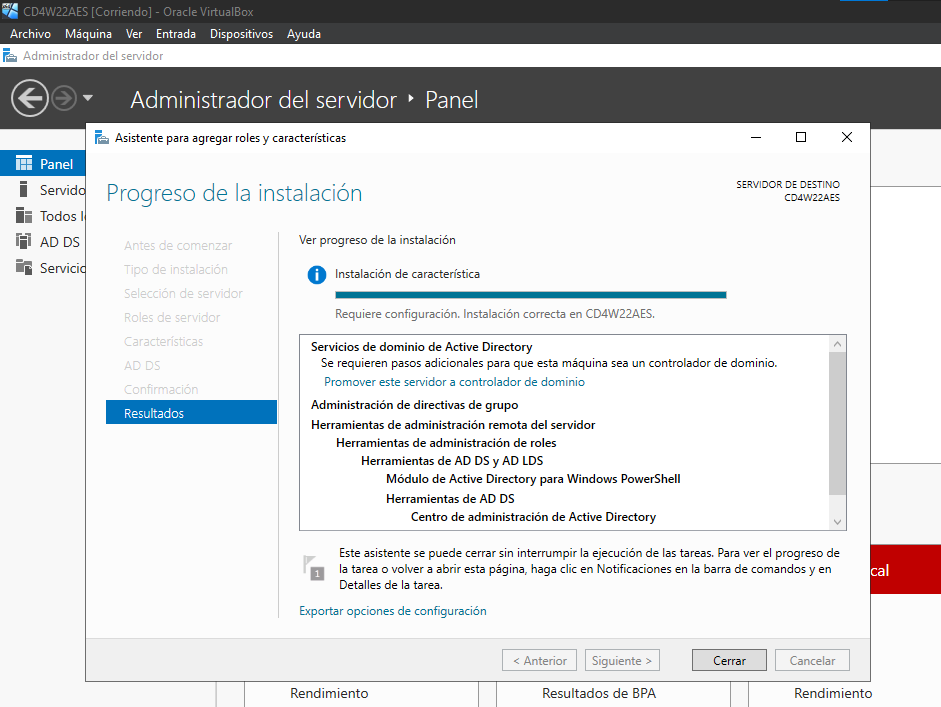 CD4W22AES [Corriendo] - Oracle VirtualBox
Archivo Máquina Ver Entrada Dispositivos Ayuda
Administrador del servidor
Administrador del servidor Panel
Asistente para agregar roles y características
Panel
Todos
AD DS
Progreso de la instalación
SERVIDOR DE DESTINO
CD4W22AES
Antes de comenzar
Tipo de instalación
Selección de servidor
Roles de servidor
Características
AD DS
Confirmación
Resultados
Ver progreso de la instalación
Instalación de característica
Requiere configuración. Instalación correcta en CD4W22AES.
Servicios de dominio de Active Directory
Se requieren pasos adicionales para que esta máquina sea un controlador de dominio.
Promover este servidor a controlador de dominio
Administración de directivas de grupo
Herramientas de administración remota del servidor
Herramientas de administración de roles
Herramientas de AD DS y AD LDS
Módulo de Active Directory para Windows PowerShell
Herramientas de AD DS
Centro de administración de Active Directory
1
Este asistente se puede cerrar sin interrumpir la ejecución de las tareas. Para ver el progreso de
la tarea o volver a abrir esta página, haga clic en Notificaciones en la barra de comandos y en
Detalles de la tarea.
Exportar opciones de configuración
< Anterior Siguiente > Cerrar Cancelar
Rendimiento Resultados de BPA Rendimiento